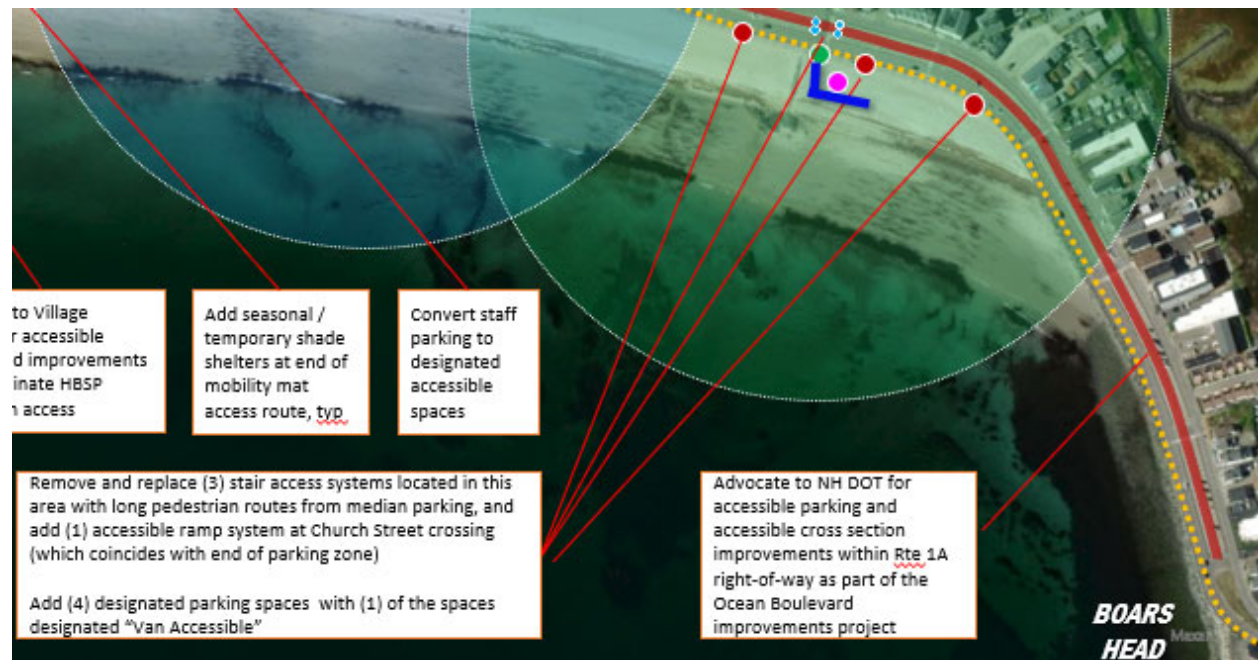 to Village
r accessible
d improvements
inate HBSP
n access
Add seasonal /
temporary shade
shelters at end of
mobility mat
access route, typ
Convert staff
parking to
designated
accessible
spaces
Remove and replace (3) stair access systems located in this
area with long pedestrian routes from median parking, and
add (1) accessible ramp system at Church Street crossing
(which coincides with end of parking zone)
Add (4) designated parking spaces with (1) of the spaces
designated “Van Accessible”
Advocate to NH DOT for
accessible parking and
accessible cross section
improvements within Rte 1A
right-of-way as part of the
Ocean Boulevard
improvements project
BOARS
HEAD